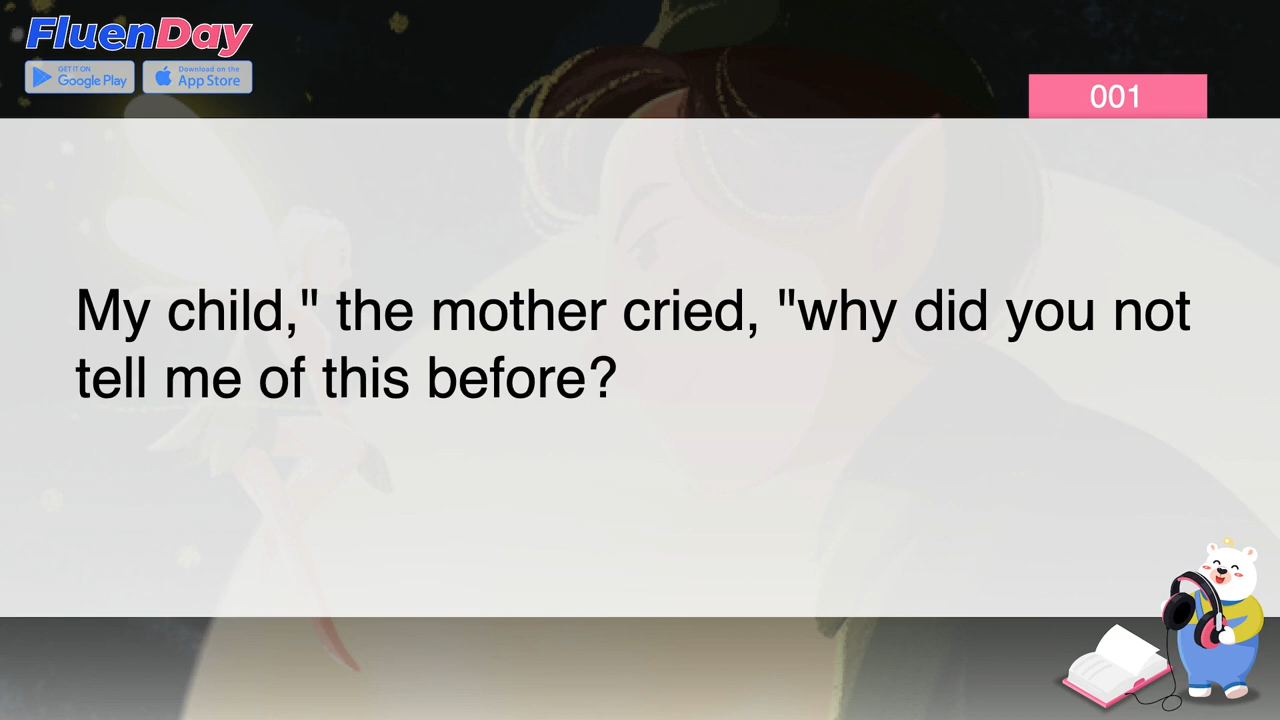 FluenDay
GET IT ON
Google Play
Download on the
App Store
001
My child," the mother cried, "why did you not
tell me of this before?